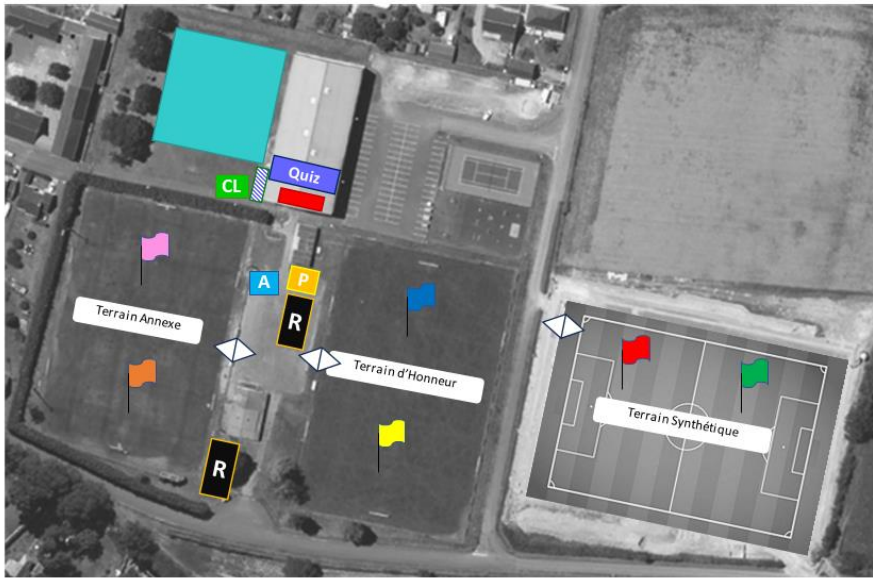 Quiz
CL
A
P
R
Terrain Annexe
Terrain d'Honneur
Terrain Synthétique
R